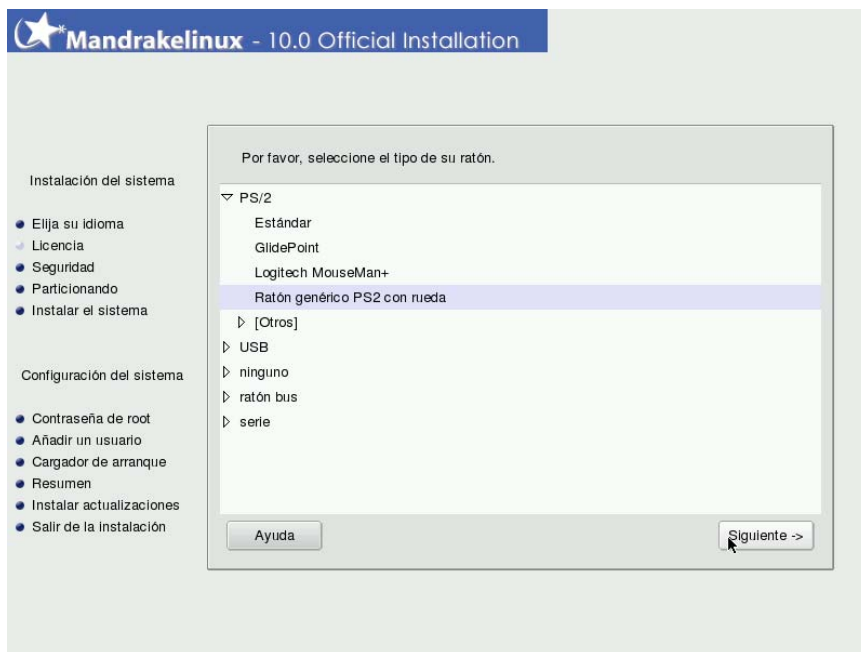 Mandrakelinux - 10.0 Official Installation
Instalación del sistema
Elija su idioma
Licencia
Seguridad
Particionando
Instalar el sistema
Configuración del sistema
Contraseña de root
Añadir un usuario
Cargador de arranque
Resumen
Instalar actualizaciones
Salir de la instalación
Por favor, seleccione el tipo de su ratón.
PS/2
Estándar
GlidePoint
Logitech MouseMan+
Ratón genérico PS2 con rueda
[Otros]
USB
ninguno
ratón bus
serie
Ayuda
Siguiente ->